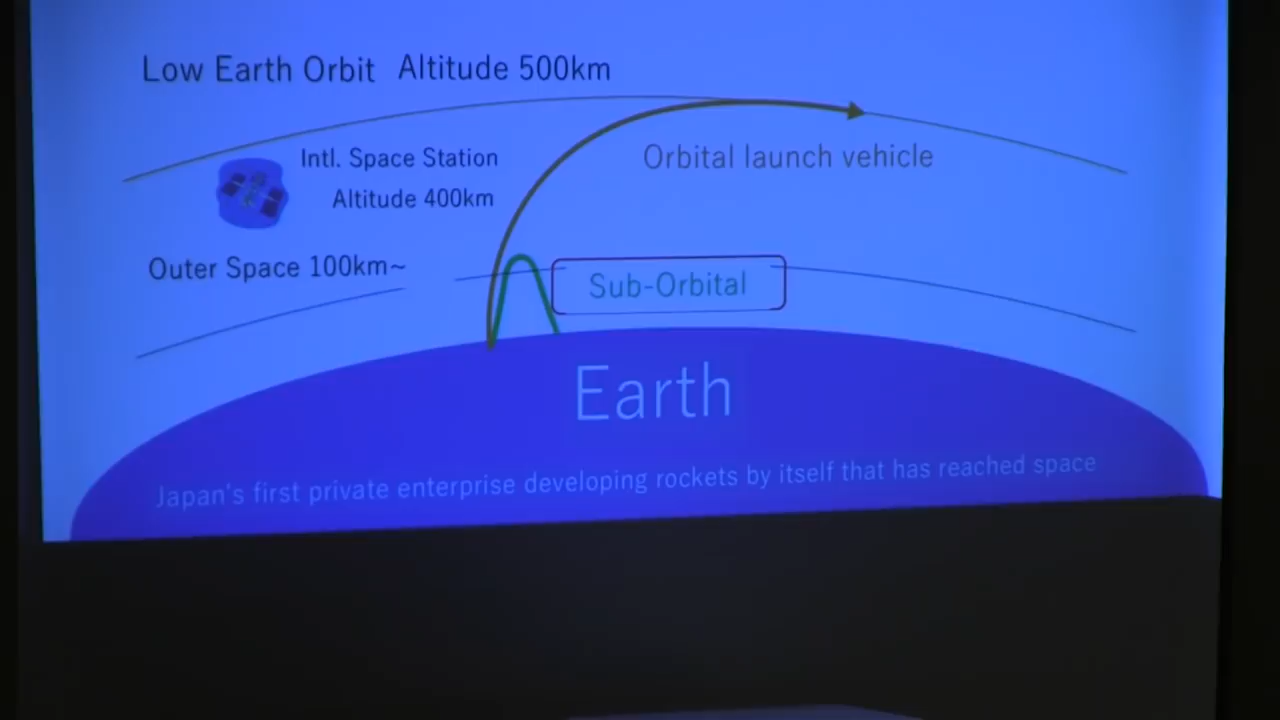 Low Earth Orbit Altitude 500km
Intl. Space Station
Altitude 400km
Orbital launch vehicle
Outer Space 100km~
Sub-Orbital
Earth
Japan's first private enterprise developing rockets by itself that has reached space